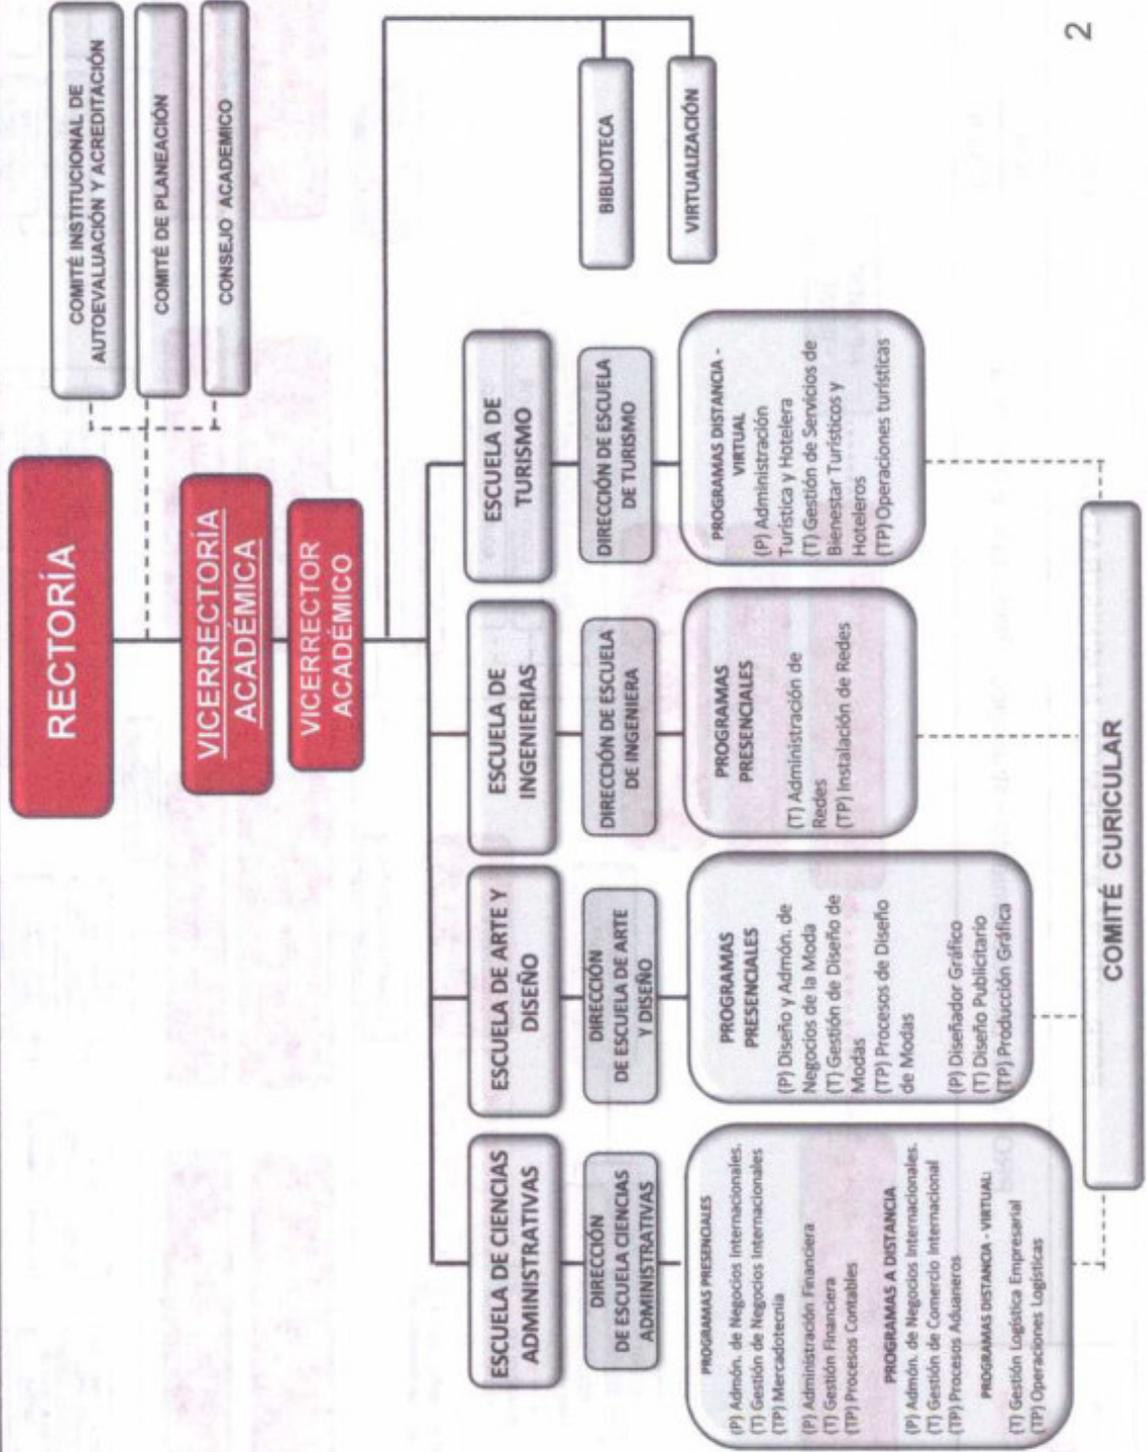 RECTORÍA
COMITÉ INSTITUCIONAL DE
AUTOEVALUACIÓN Y ACREDITACIÓN
COMITÉ DE PLANEACIÓN
CONSEJO ACADEMICO
VICERRECTORÍA
ACADÉMICA
VICERRECTOR
ACADÉMICO
ESCUELA DE CIENCIAS
ADMINISTRATIVAS
DIRECCIÓN
DE ESCUELA CIENCIAS
ADMINISTRATIVAS
PROGRAMAS PRESENCIALES
(P) Admón. de Negocios Internacionales.
(T) Gestión de Negocios Internacionales
(TP) Mercadotecnia
(P) Administración Financiera
(T) Gestión Financiera
(TP) Procesos Contables
PROGRAMAS A DISTANCIA
(P) Admón. de Negocios Internacionales.
(T) Gestión de Comercio Internacional
(TP) Procesos Aduaneros
PROGRAMAS DISTANCIA - VIRTUAL:
(T) Gestión Logística Empresarial
(TP) Operaciones Logísticas
ESCUELA DE ARTE Y
DISEÑO
DIRECCIÓN
DE ESCUELA DE ARTE
Y DISEÑO
PROGRAMAS
PRESENCIALES
(P) Diseño y Admón. de
Negocios de la Moda
(T) Gestión de Diseño de
Modas
(TP) Procesos de Diseño
de Modas
(P) Diseñador Gráfico
(T) Diseño Publicitario
(TP) Producción Gráfica
ESCUELA DE
INGENIERIAS
DIRECCIÓN DE ESCUELA
DE INGENIERA
PROGRAMAS
PRESENCIALES
(T) Administración de
Redes
(TP) Instalación de Redes
ESCUELA DE
TURISMO
DIRECCIÓN DE ESCUELA
DE TURISMO
PROGRAMAS DISTANCIA -
VIRTUAL
(P) Administración
Turística y Hotelera
(T) Gestión de Servicios de
Bienestar Turísticos y
Hoteleros
(TP) Operaciones turísticas
BIBLIOTECA
VIRTUALIZACIÓN
COMITÉ CURICULAR
2